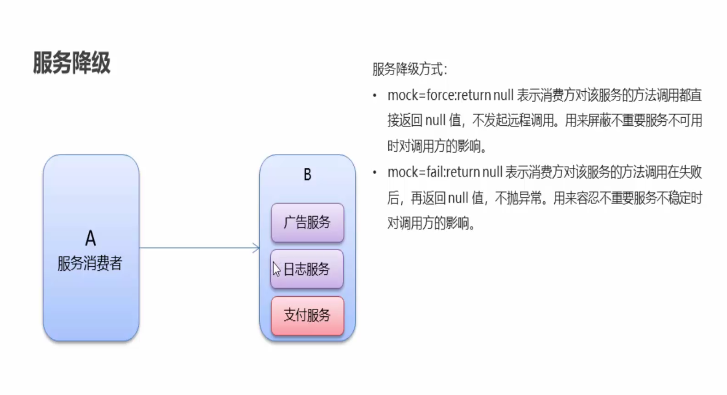 服务降级
服务降级方式：
• mock=force:return null 表示消费方对该服务的方法调用都直
接返回 null 值，不发起远程调用。用来屏蔽不重要服务不可用
时对调用方的影响。
• mock=fail:return null 表示消费方对该服务的方法调用在失败
后，再返回 null 值，不抛异常。用来容忍不重要服务不稳定时
对调用方的影响。
A
服务消费者
B
广告服务
日志服务
支付服务